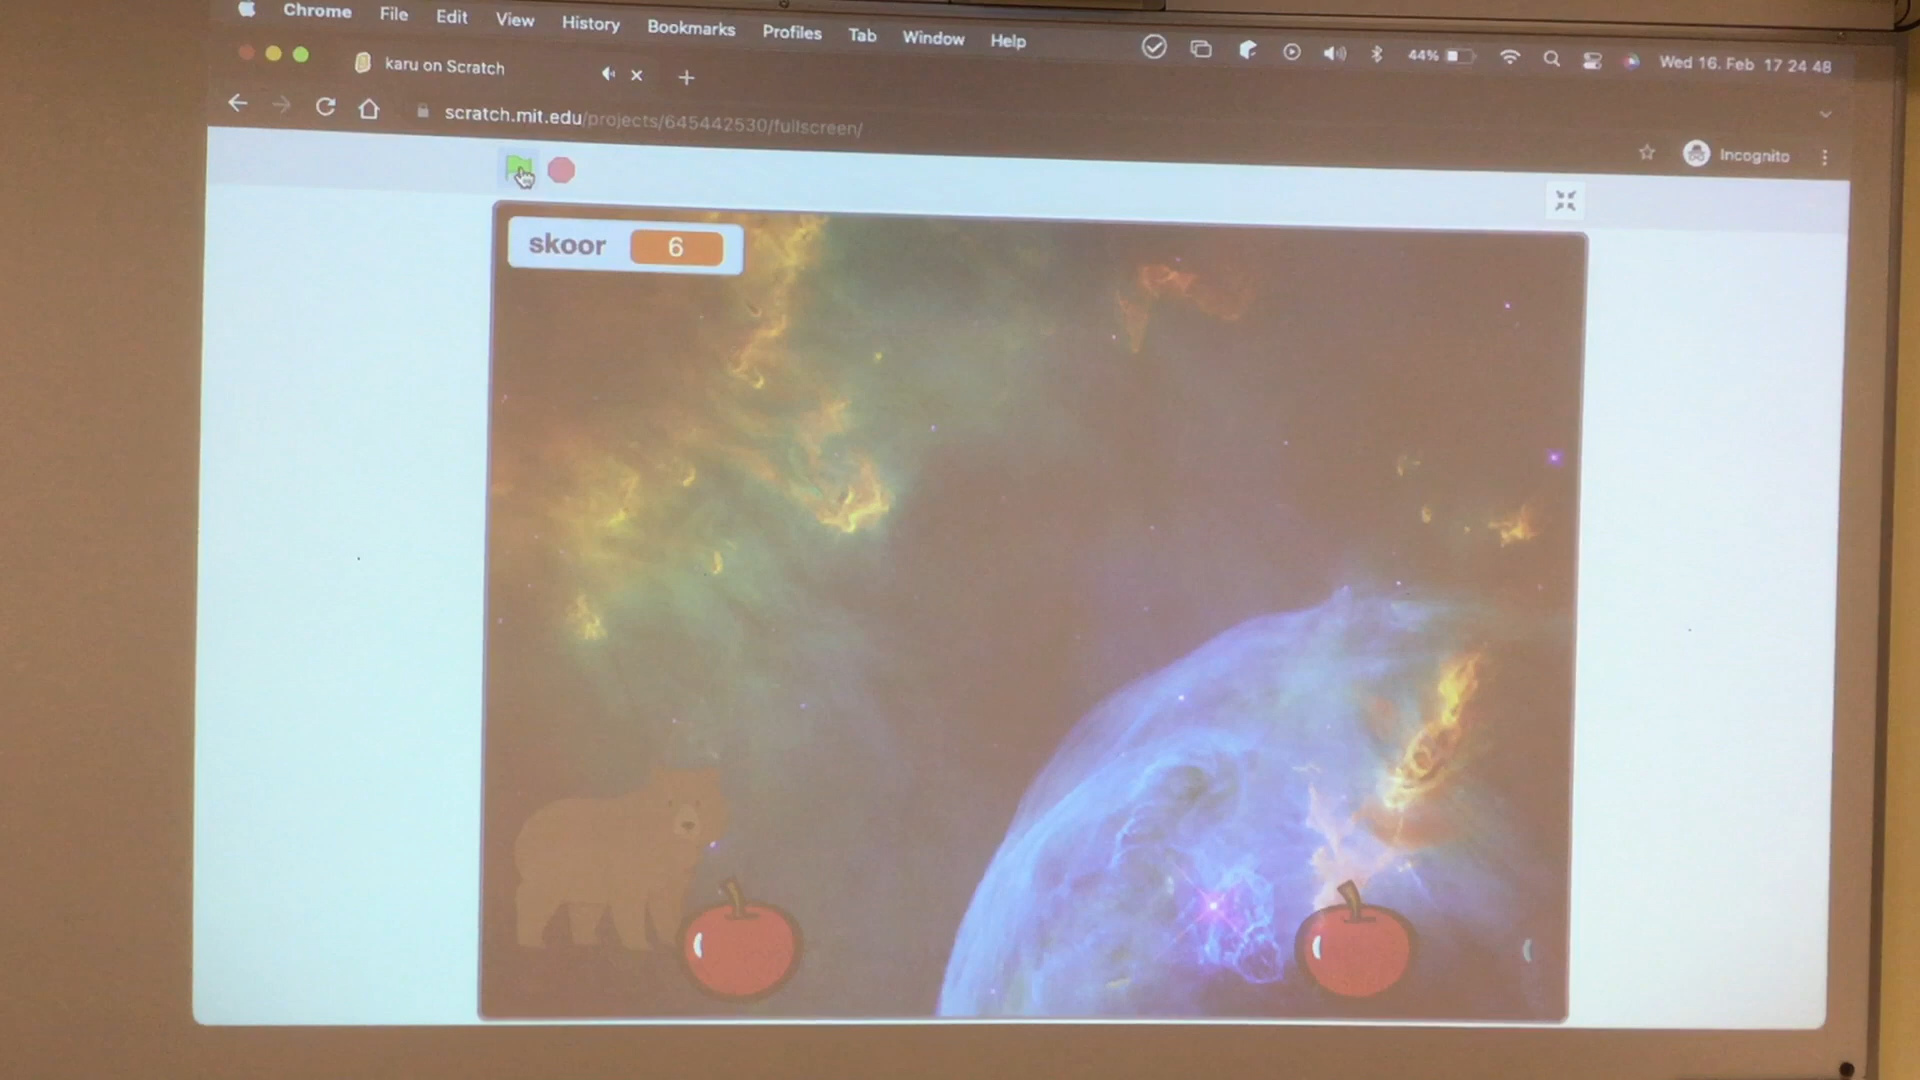 Chrome File Edit View History Bookmarks Profiles Tab Window Help 44% Wed 16. Feb 17 24 48
karu on Scratch
scratch.mit.edu/projects/645442530/fullscreen/
Incognito
skoor 6